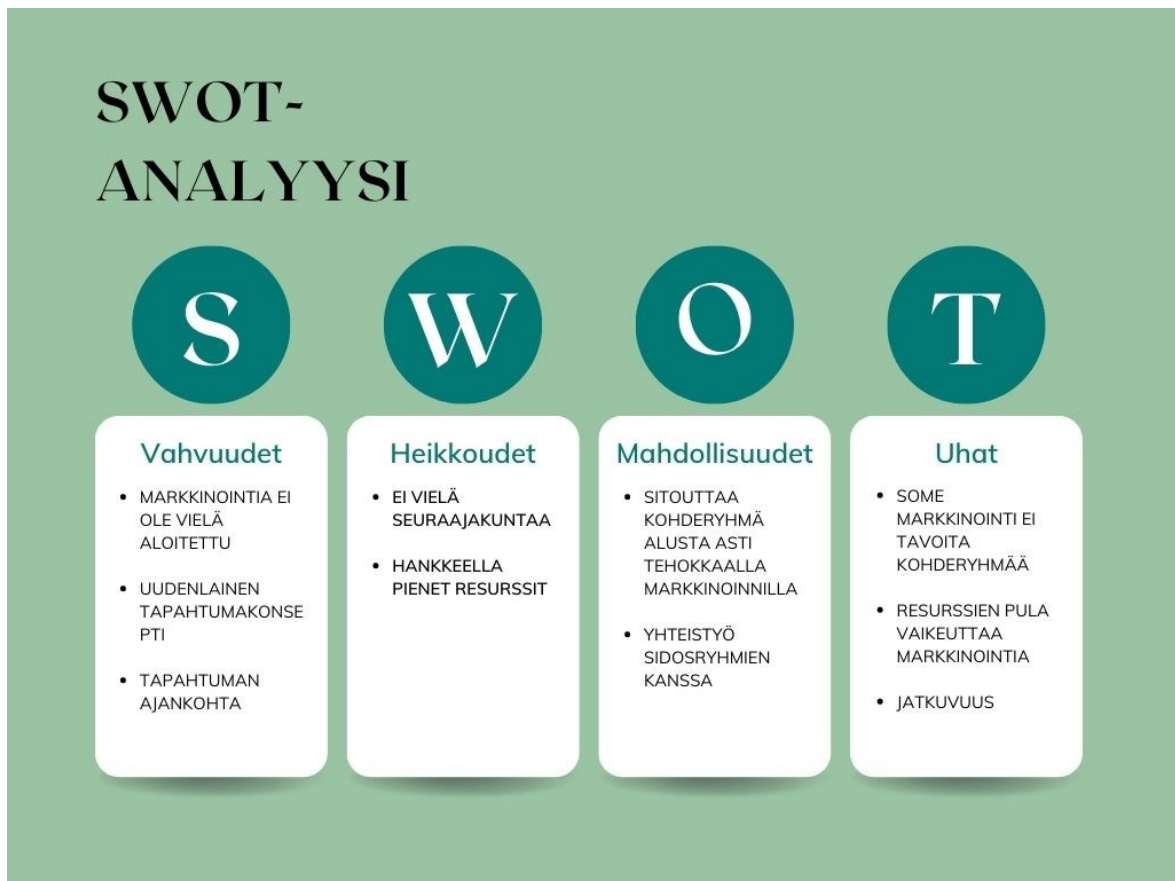 SWOT-
ANALYYSI
S
W
O
T
Vahvuudet
• MARKKINOINTIA EI
OLE VIELÄ
ALOITETTU
• UUDENLAINEN
TAPAHTUMAKONSE
PTI
• TAPAHTUMAN
AJANKOHTA
Heikkoudet
• EI VIELÄ
SEURAAJAKUNTAA
• HANKKEELLA
PIENET RESURSSIT
Mahdollisuudet
• SITOUTTAA
KOHDERYHMÄ
ALUSTA ASTI
TEHOKKAALLA
MARKKINOINNILLA
• YHTEISTYÖ
SIDOSRYHMIEN
KANSSA
Uhat
• SOME
MARKKINOINTI EI
TAVOITA
KOHDERYHMÄÄ
• RESURSSIEN PULA
VAIKEUTTAA
MARKKINOINTIA
• JATKUVUUS